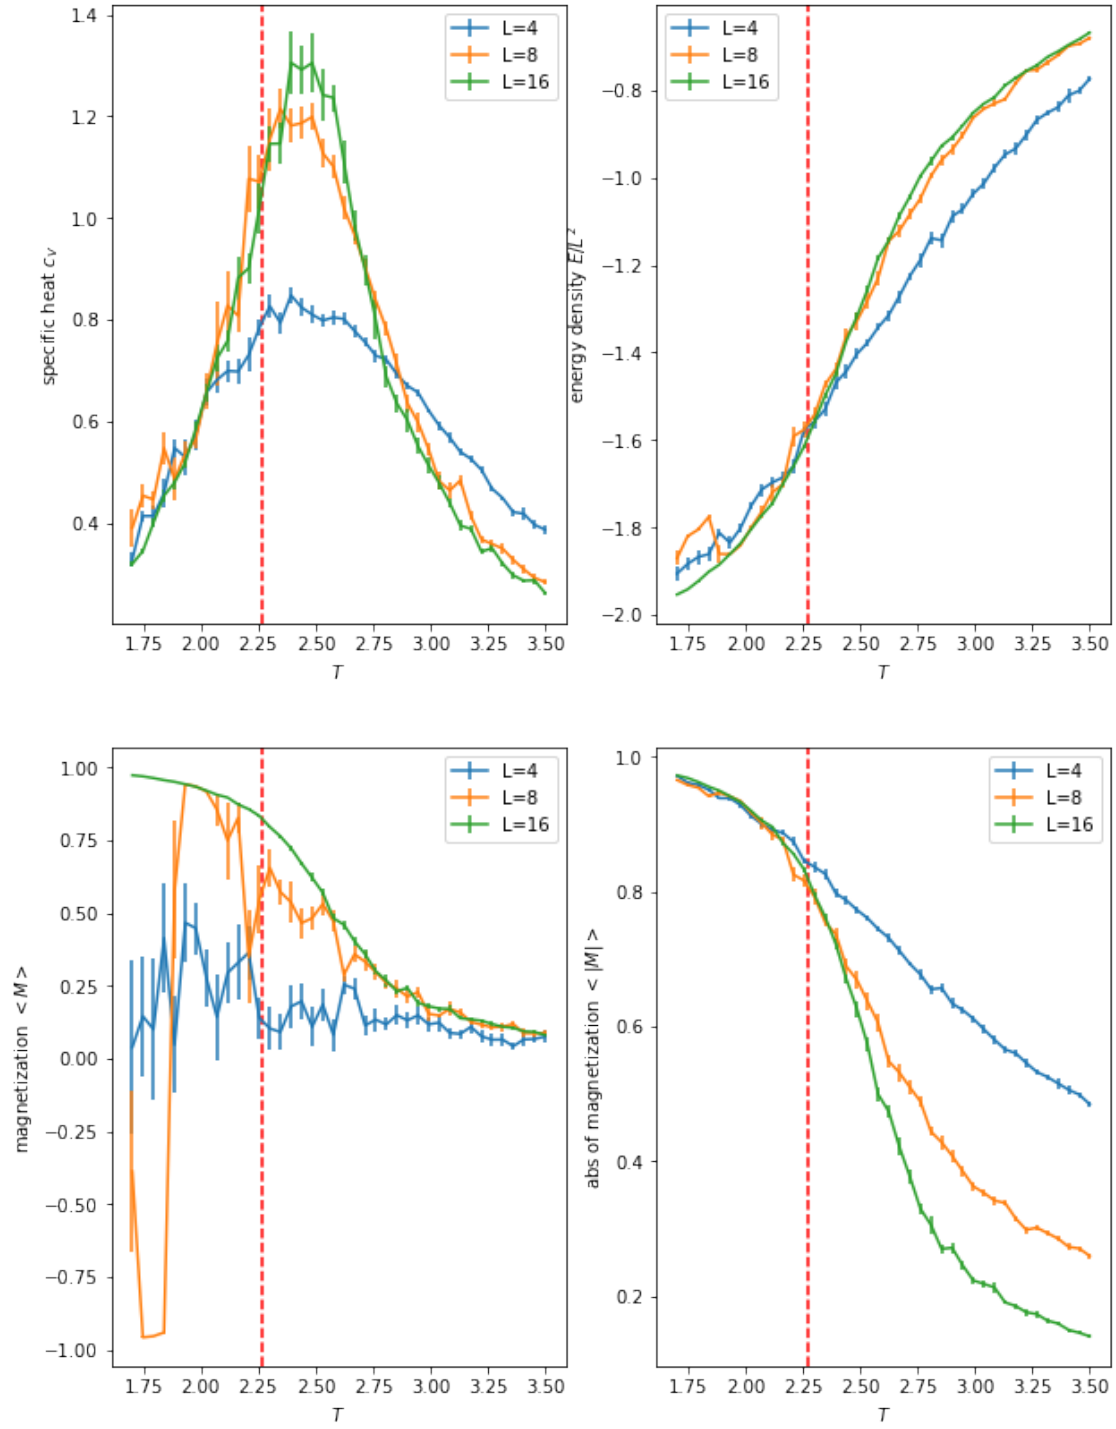 1.4
1.2
1.0
0.8
0.6
0.4
specific heat c_V
L=4
L=8
L=16
1.75 2.00 2.25 2.50 2.75 3.00 3.25 3.50
T
−0.8
−1.0
−1.2
−1.4
−1.6
−1.8
−2.0
energy density E/L²
L=4
L=8
L=16
1.75 2.00 2.25 2.50 2.75 3.00 3.25 3.50
T
1.00
0.75
0.50
0.25
0.00
−0.25
−0.50
−0.75
−1.00
magnetization < M >
L=4
L=8
L=16
1.75 2.00 2.25 2.50 2.75 3.00 3.25 3.50
T
1.0
0.8
0.6
0.4
0.2
abs of magnetization < |M| >
L=4
L=8
L=16
1.75 2.00 2.25 2.50 2.75 3.00 3.25 3.50
T